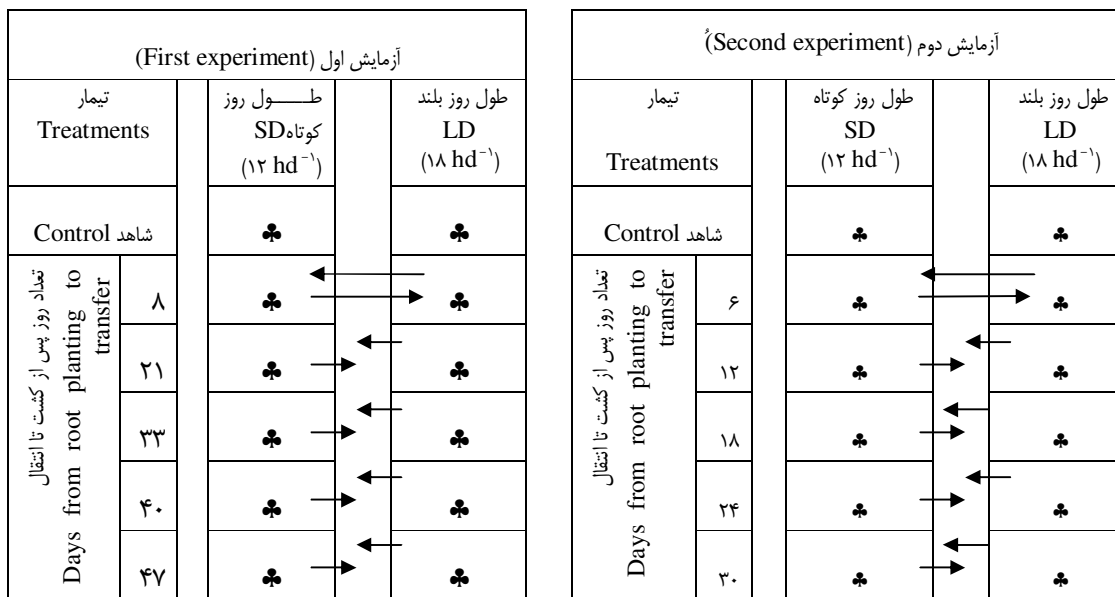 آزمایش اول (First experiment)
تیمار
Treatments
طـــــول روز
کوتاهSD
(۱۲ hd⁻¹)
طول روز بلند
LD
(۱۸ hd⁻¹)
شاهد Control
♣ ♣
تعداد روز پس از کشت تا انتقال
Days from root planting to
transfer
۸ ♣ ♣
۲۱ ♣ ♣
۳۳ ♣ ♣
۴۰ ♣ ♣
۴۷ ♣ ♣
آزمایش دوم (Second experiment)ُ
تیمار
Treatments
طول روز کوتاه
SD
(۱۲ hd⁻¹)
طول روز بلند
LD
(۱۸ hd⁻¹)
شاهد Control
♣ ♣
تعداد روز پس از کشت تا انتقال
Days from root planting to
transfer
۶ ♣ ♣
۱۲ ♣ ♣
۱۸ ♣ ♣
۲۴ ♣ ♣
۳۰ ♣ ♣